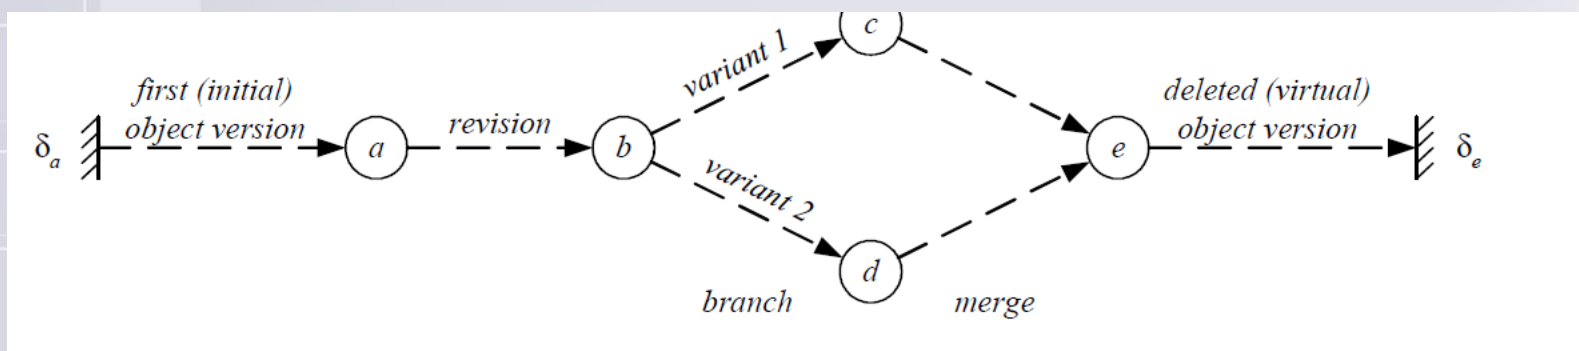 c
variant 1
first (initial)
object version
deleted (virtual)
object version
revision
δa
a
b
e
δe
variant 2
d
branch
merge